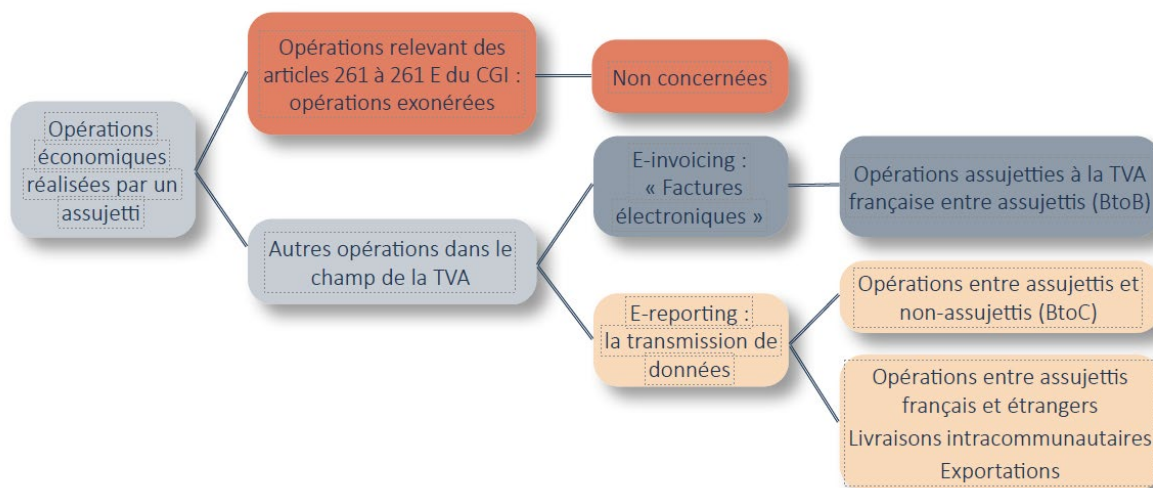 Opérations
économiques
réalisées par un
assujetti
Opérations relevant des
articles 261 à 261 E du CGI :
opérations exonérées
Non concernées
Autres opérations dans le
champ de la TVA
E-invoicing :
« Factures
électroniques »
Opérations assujetties à la TVA
française entre assujettis (BtoB)
E-reporting :
la transmission de
données
Opérations entre assujettis et
non-assujettis (BtoC)
Opérations entre assujettis
français et étrangers
Livraisons intracommunautaires
Exportations